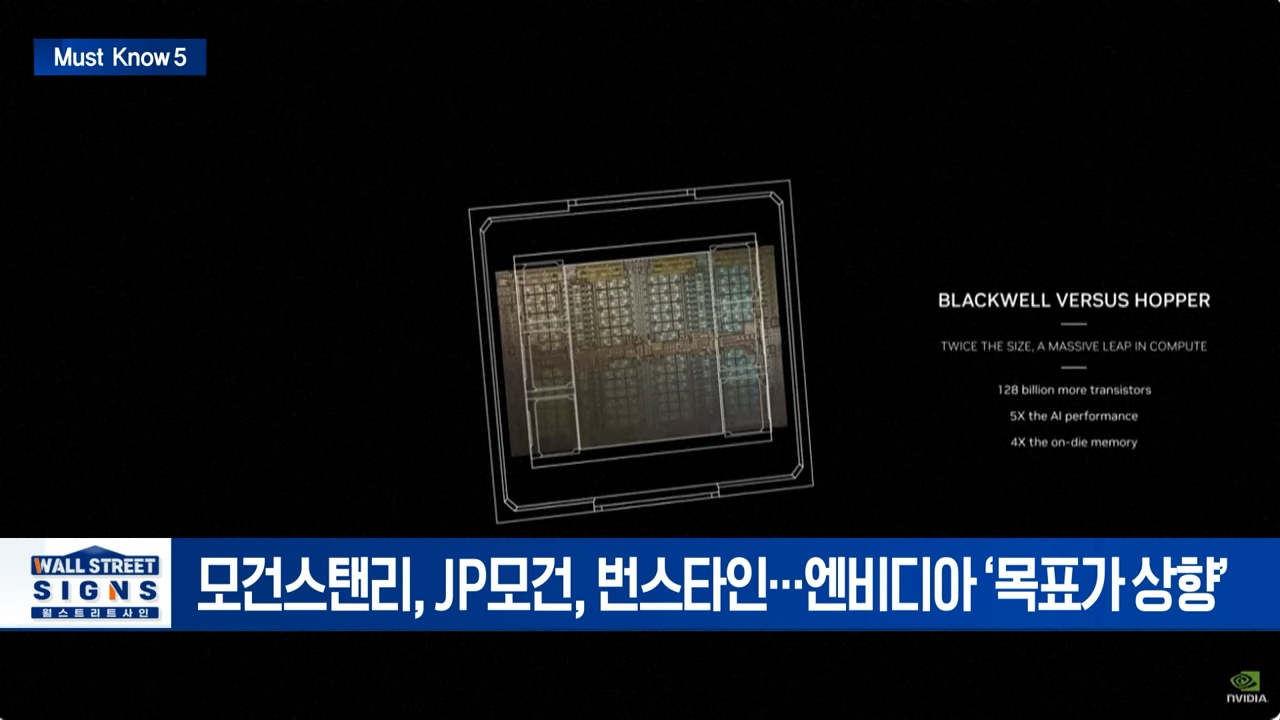 Must Know 5
BLACKWELL VERSUS HOPPER
TWICE THE SIZE, A MASSIVE LEAP IN COMPUTE
128 billion more transistors
5X the AI performance
4X the on-die memory
WALL STREET
SIGNS
월스트리트사인
모건스탠리, JP모건, 번스타인…엔비디아 ‘목표가 상향’
NVIDIA